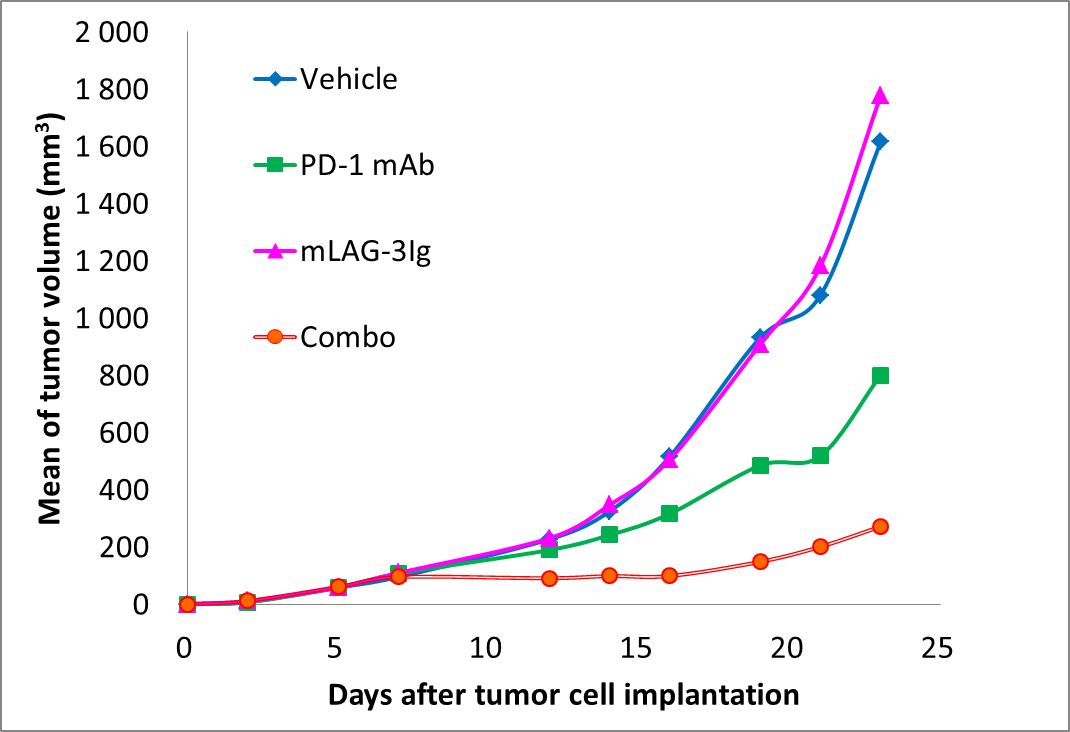 2 000
1 800
1 600
1 400
1 200
1 000
800
600
400
200
0
Mean of tumor volume (mm³)
Vehicle
PD-1 mAb
mLAG-3Ig
Combo
0 5 10 15 20 25
Days after tumor cell implantation